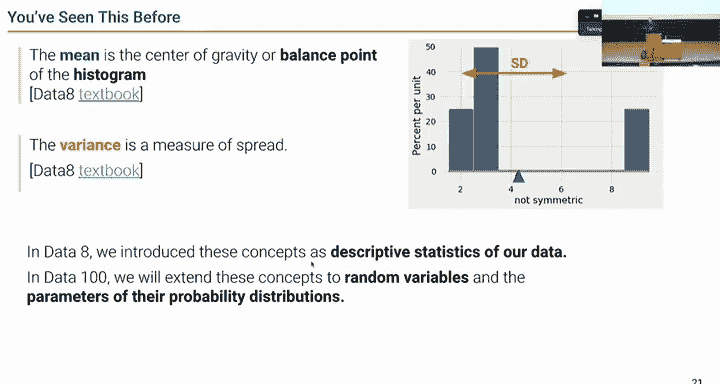 You've Seen This Before
The mean is the center of gravity or balance point
of the histogram
[Data8 textbook]
The variance is a measure of spread.
[Data8 textbook]
50
40
30
20
10
0
Percent per unit
SD
2
4
6
8
not symmetric
In Data 8, we introduced these concepts as descriptive statistics of our data.
In Data 100, we will extend these concepts to random variables and the
parameters of their probability distributions.
21